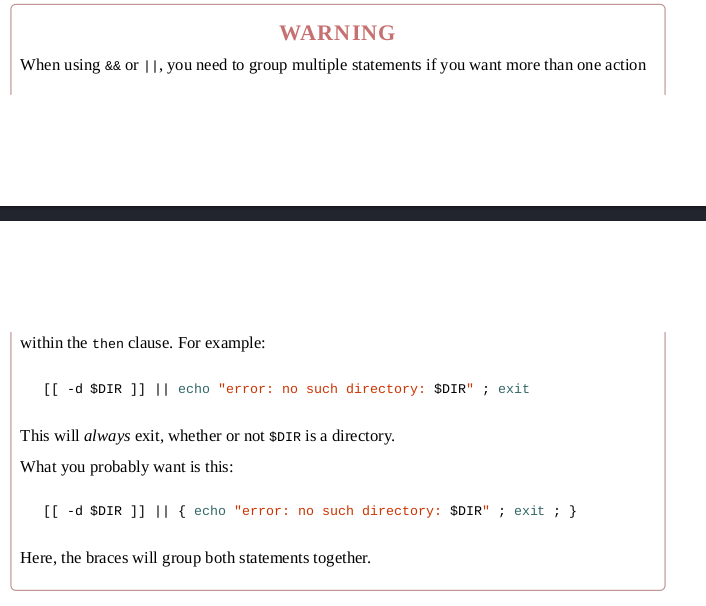 WARNING
When using && or ||, you need to group multiple statements if you want more than one action
within the then clause. For example:
[[ -d $DIR ]] || echo "error: no such directory: $DIR" ; exit
This will always exit, whether or not $DIR is a directory.
What you probably want is this:
[[ -d $DIR ]] || { echo "error: no such directory: $DIR" ; exit ; }
Here, the braces will group both statements together.